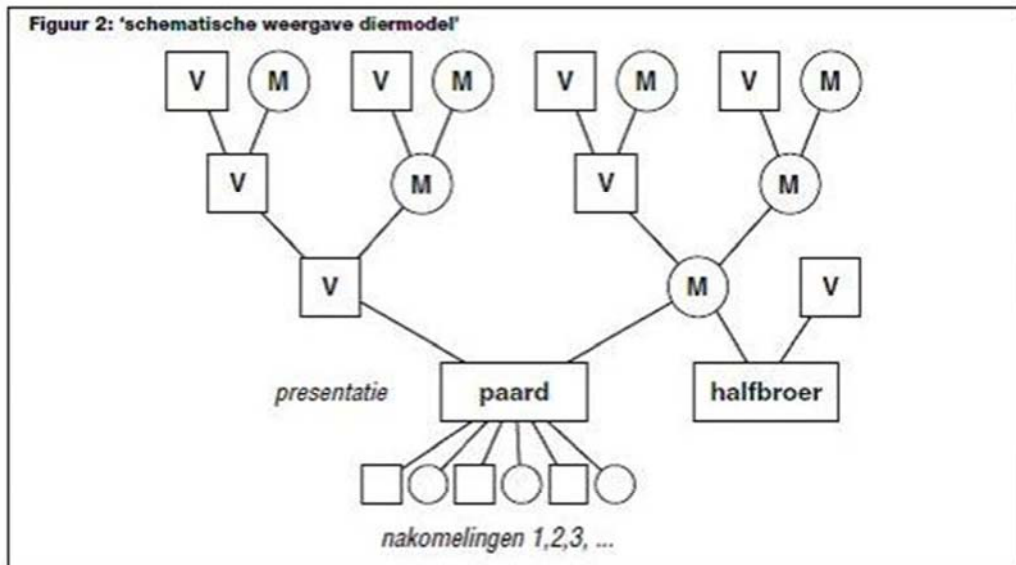 Figuur 2: 'schematische weergave diermodel'
V M V M V M V M
V M V M
V M V
presentatie paard halfbroer
nakomelingen 1,2,3, ...